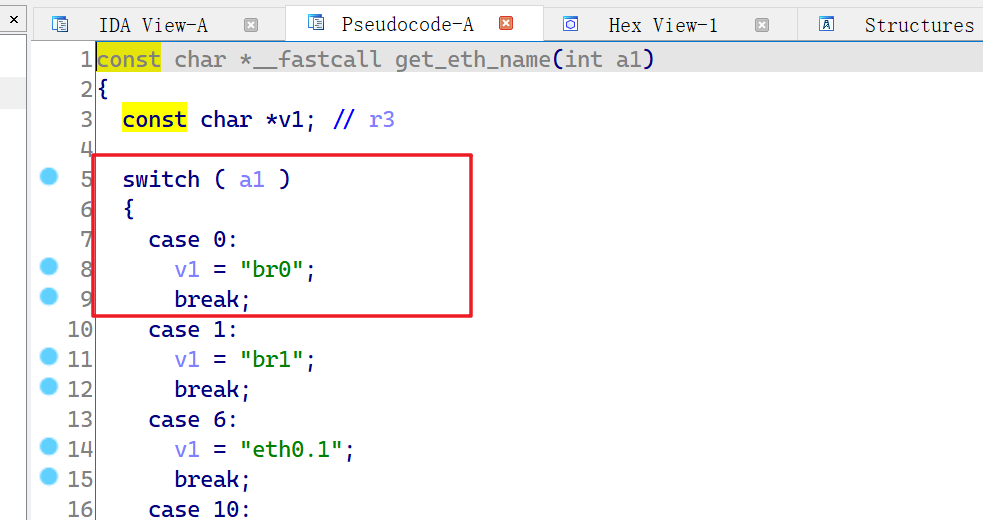 IDA View-A Pseudocode-A Hex View-1 Structures
1 const char *__fastcall get_eth_name(int a1)
2 {
3 const char *v1; // r3
4
5 switch ( a1 )
6 {
7 case 0:
8 v1 = "br0";
9 break;
10 case 1:
11 v1 = "br1";
12 break;
13 case 6:
14 v1 = "eth0.1";
15 break;
16 case 10: